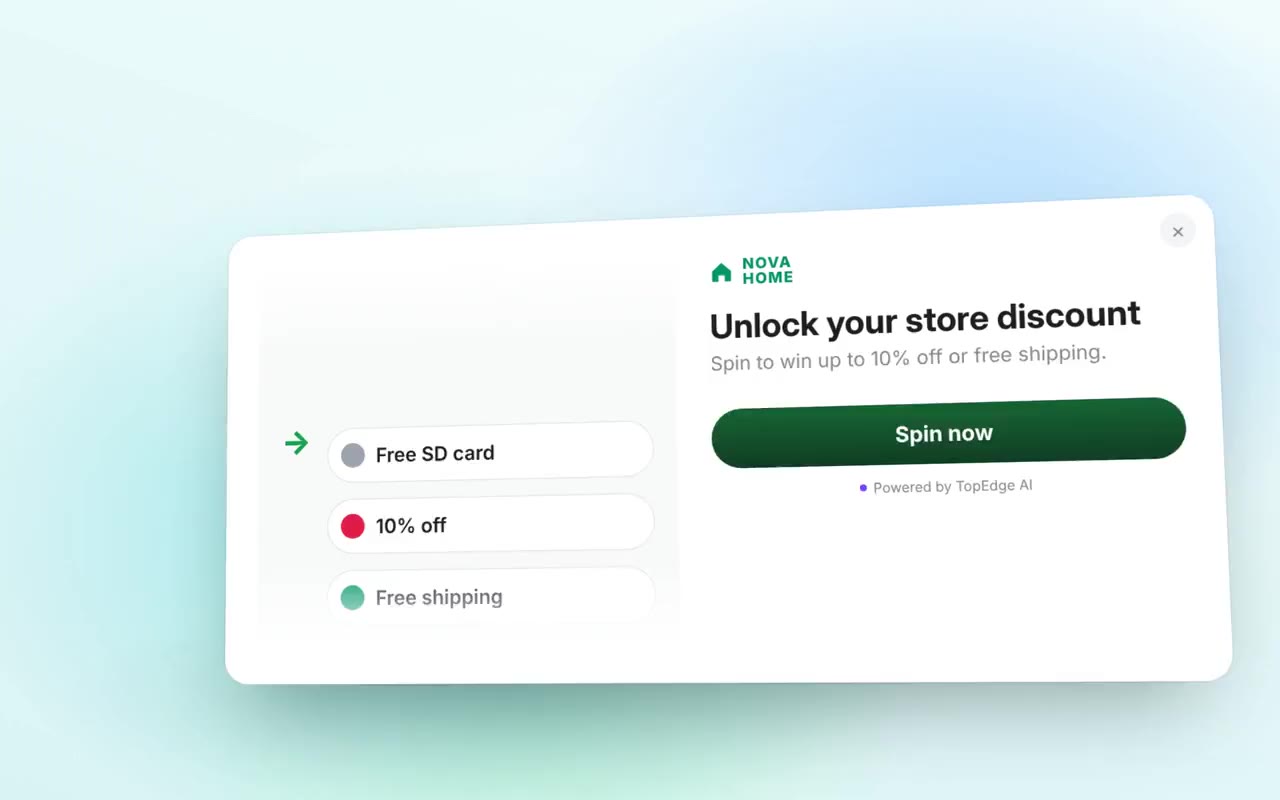 NOVA
HOME
Unlock your store discount
Spin to win up to 10% off or free shipping.
Spin now
Powered by TopEdge AI
Free SD card
10% off
Free shipping